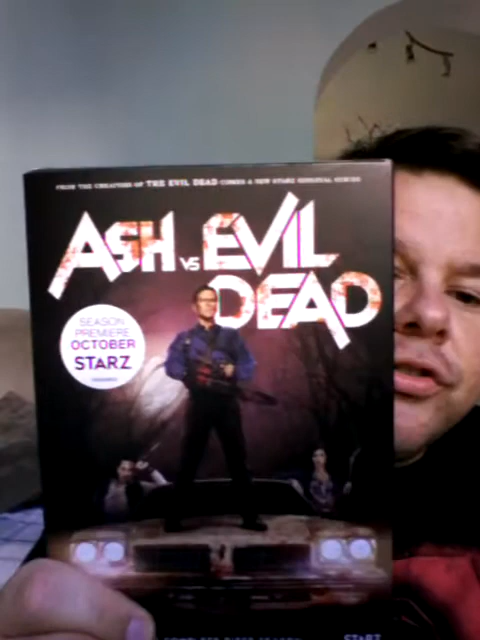 FROM THE CREATORS OF THE EVIL DEAD COMES A NEW STARZ ORIGINAL SERIES
ASH vs EVIL
DEAD
SEASON
PREMIERE
OCTOBER
STARZ
STARZ